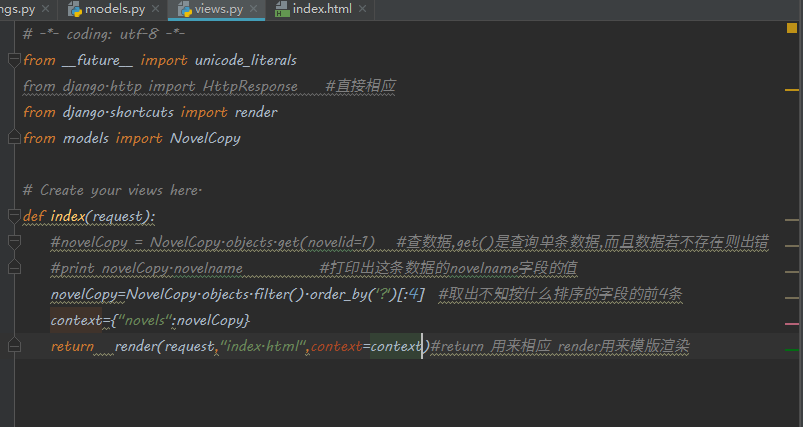 ngs.py × models.py × views.py × index.html ×
# -*- coding: utf-8 -*-
from __future__ import unicode_literals
from django.http import HttpResponse #直接相应
from django.shortcuts import render
from models import NovelCopy
# Create your views here.
def index(request):
#novelCopy = NovelCopy.objects.get(novelid=1) #查数据,get()是查询单条数据,而且数据若不存在则出错
#print novelCopy.novelname #打印出这条数据的novelname字段的值
novelCopy=NovelCopy.objects.filter().order_by('?')[:4] #取出不知按什么排序的字段的前4条
context={"novels":novelCopy}
return render(request,"index.html",context=context)#return 用来相应 render用来模版渲染